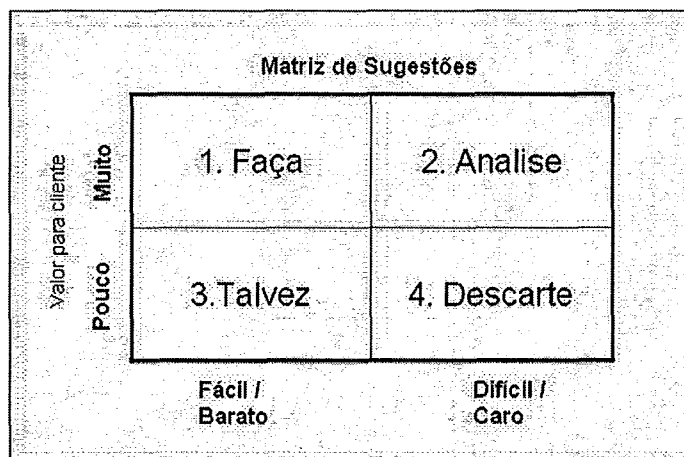 Matriz de Sugestões
Valor para cliente
Muito
1. Faça
2. Analise
Pouco
3.Talvez
4. Descarte
Fácil /
Barato
Difícil /
Caro